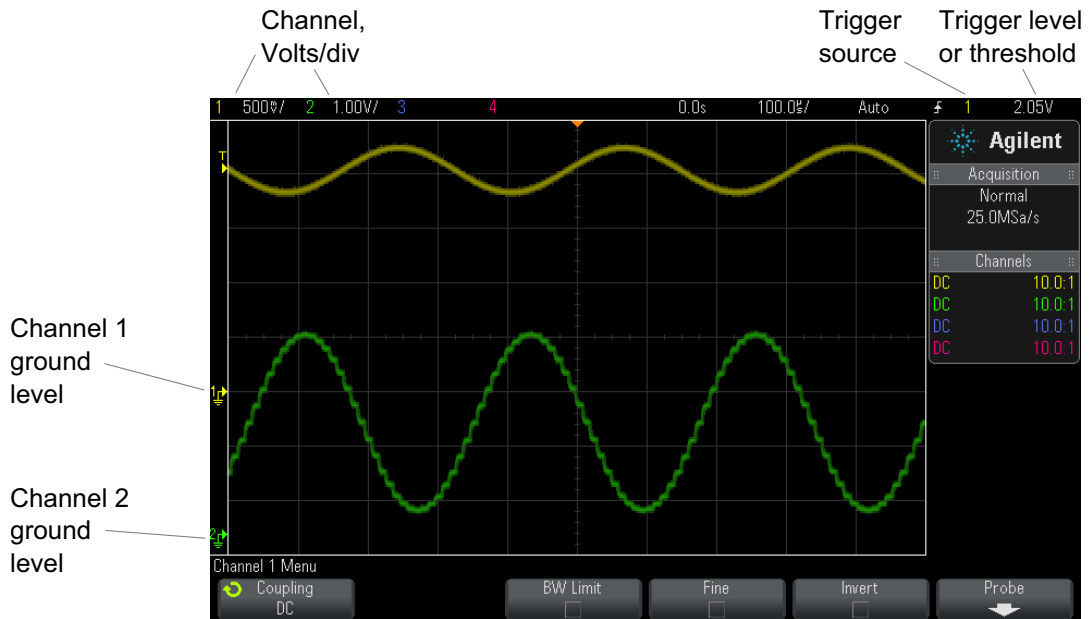 Channel,
Volts/div
Trigger
source
Trigger level
or threshold
1 500mV/ 2 1.00V/ 3 4 0.0s 100.0µs/ Auto 1 2.05V
T
Agilent
Acquisition
Normal
25.0MSa/s
Channels
DC 10.0:1
DC 10.0:1
DC 10.0:1
DC 10.0:1
Channel 1
ground
level
1
Channel 2
ground
level
2
Channel 1 Menu
Coupling
DC
BW Limit
Fine
Invert
Probe